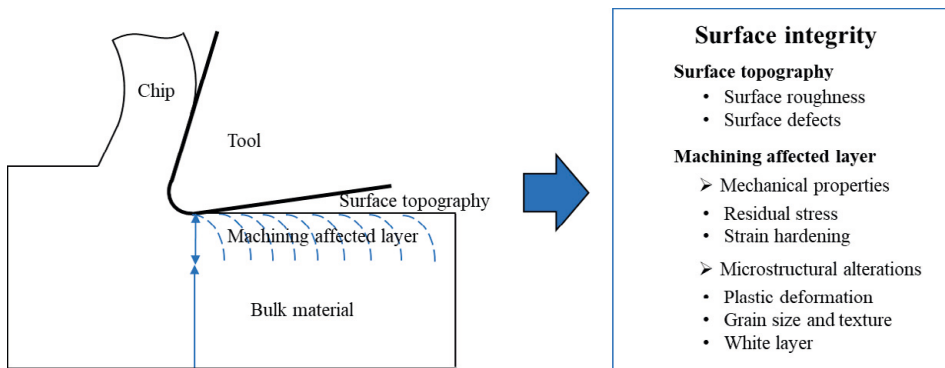 Chip
Tool
Surface topography
Machining affected layer
Bulk material
Surface integrity
Surface topography
• Surface roughness
• Surface defects
Machining affected layer
➢ Mechanical properties
• Residual stress
• Strain hardening
➢ Microstructural alterations
• Plastic deformation
• Grain size and texture
• White layer